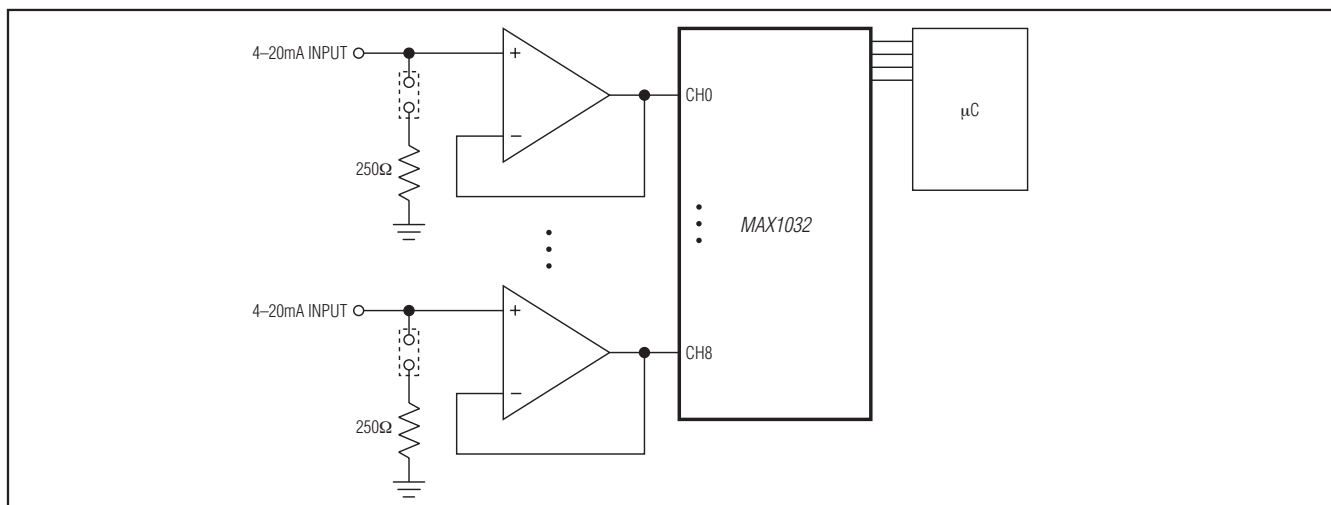 4–20mA INPUT
+
−
250Ω
CH0
μC
MAX1032
4–20mA INPUT
+
−
250Ω
CH8